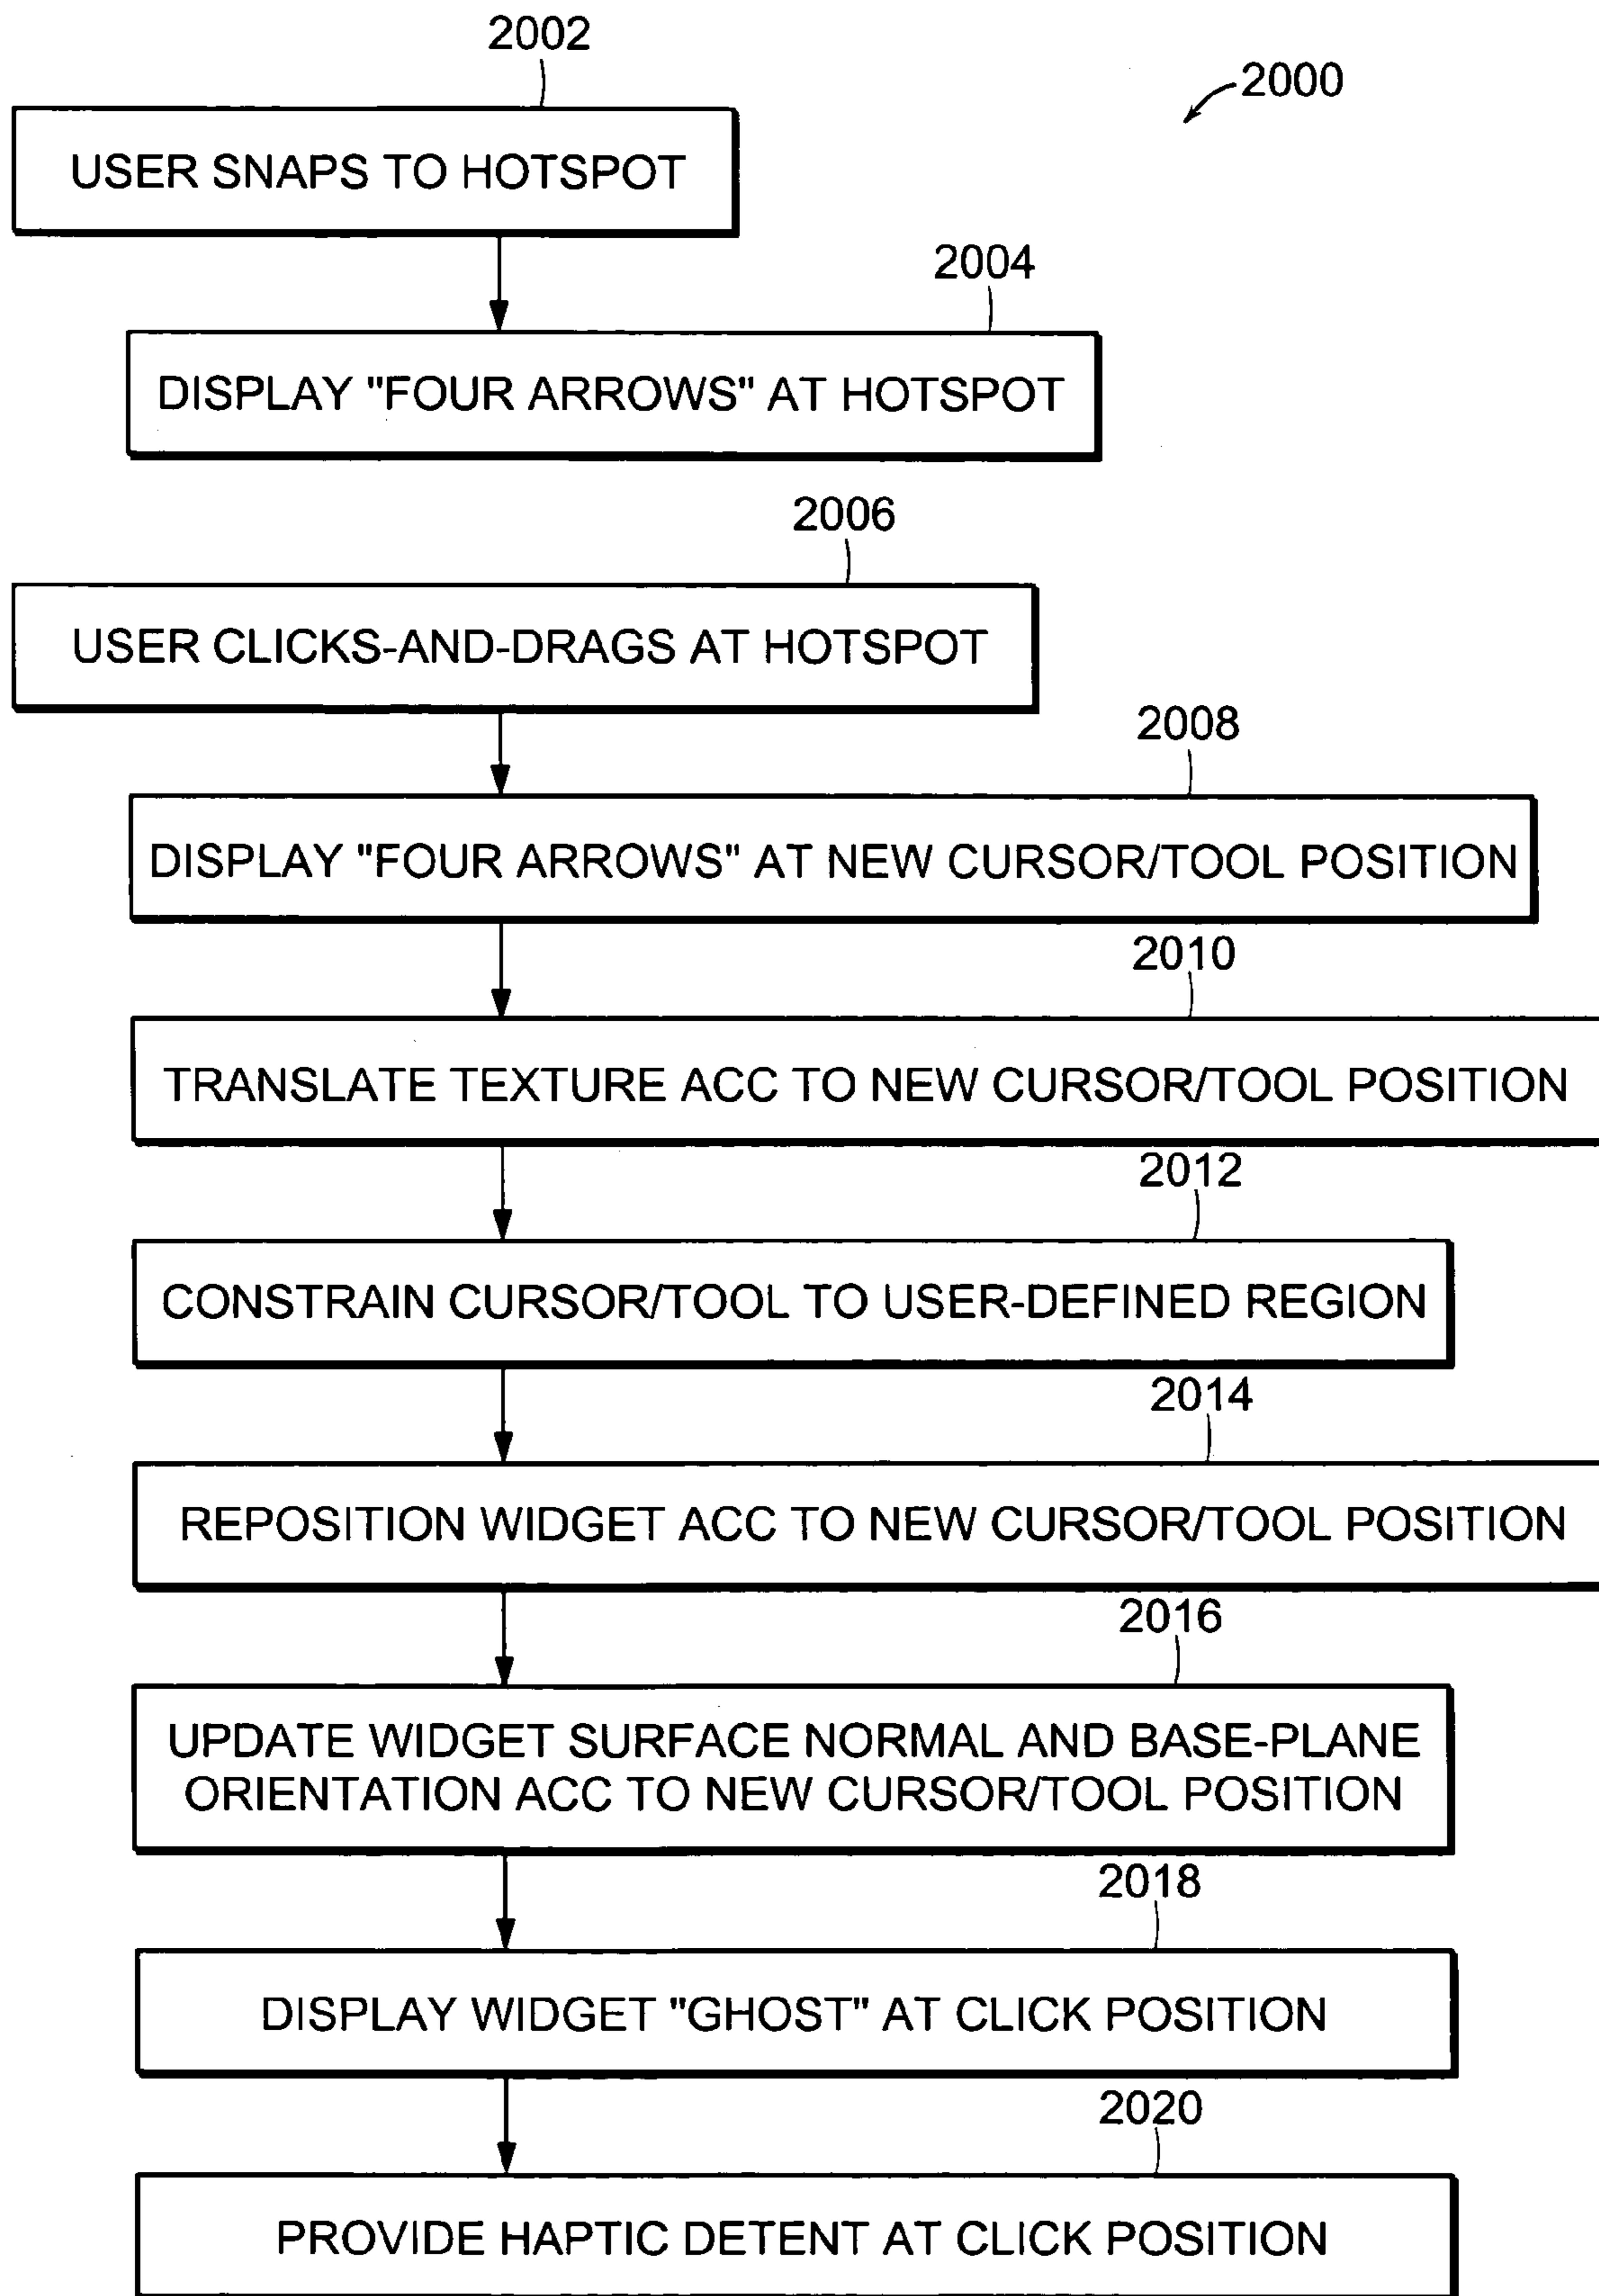 2002
2000
USER SNAPS TO HOTSPOT
2004
DISPLAY "FOUR ARROWS" AT HOTSPOT
2006
USER CLICKS-AND-DRAGS AT HOTSPOT
2008
DISPLAY "FOUR ARROWS" AT NEW CURSOR/TOOL POSITION
2010
TRANSLATE TEXTURE ACC TO NEW CURSOR/TOOL POSITION
2012
CONSTRAIN CURSOR/TOOL TO USER-DEFINED REGION
2014
REPOSITION WIDGET ACC TO NEW CURSOR/TOOL POSITION
2016
UPDATE WIDGET SURFACE NORMAL AND BASE-PLANE
ORIENTATION ACC TO NEW CURSOR/TOOL POSITION
2018
DISPLAY WIDGET "GHOST" AT CLICK POSITION
2020
PROVIDE HAPTIC DETENT AT CLICK POSITION